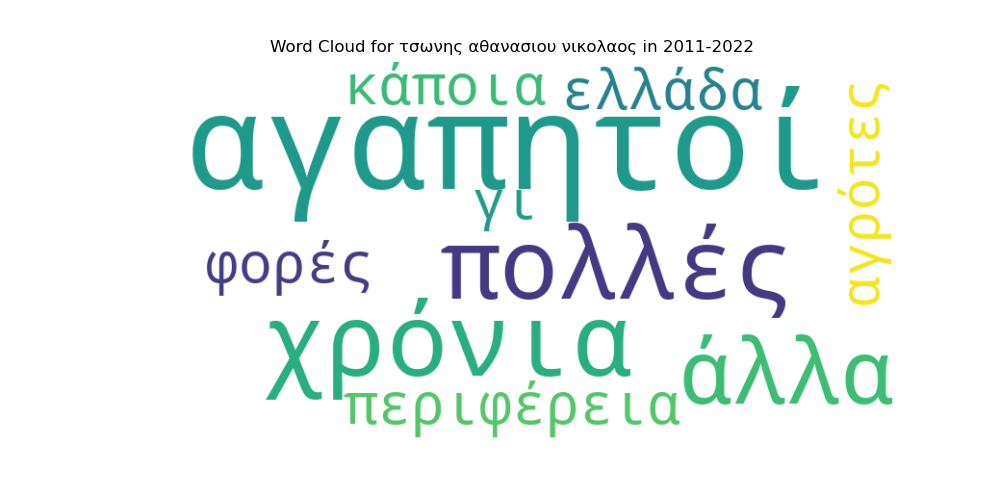 Word Cloud for τσωνης αθανασιου νικολαος in 2011-2022
κάποια ελλάδα
αγαπητοί
αγρότες
γι
φορές πολλές
χρόνια
άλλα
περιφέρεια